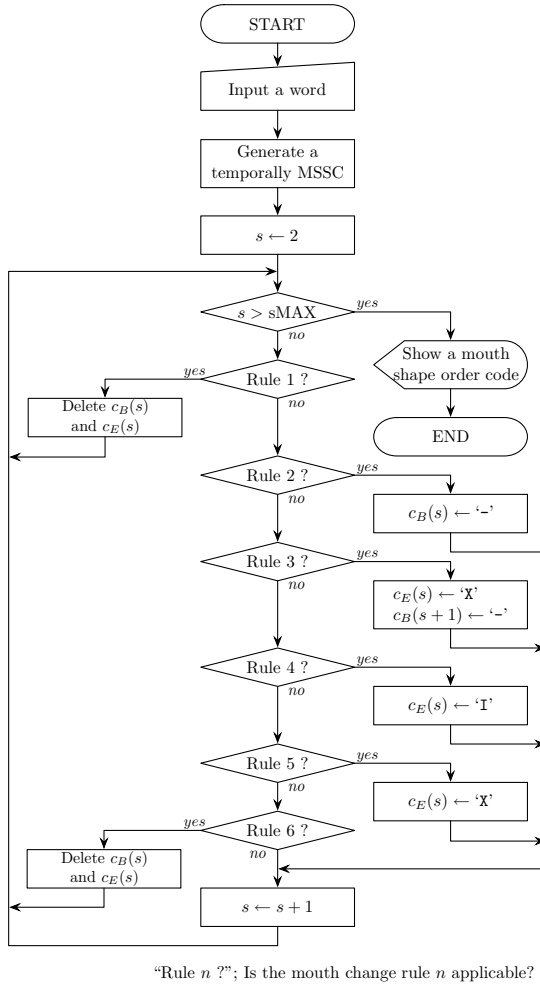 START
Input a word
Generate a
temporally MSSC
s ← 2
s > sMAX
yes
no
Show a mouth
shape order code
END
Rule 1 ?
yes
no
Delete c_B(s)
and c_E(s)
Rule 2 ?
yes
no
c_B(s) ← ‘-’
Rule 3 ?
yes
no
c_E(s) ← ‘X’
c_B(s + 1) ← ‘-’
Rule 4 ?
yes
no
c_E(s) ← ‘I’
Rule 5 ?
yes
no
c_E(s) ← ‘X’
Rule 6 ?
yes
no
Delete c_B(s)
and c_E(s)
s ← s + 1
“Rule n ?”; Is the mouth change rule n applicable?